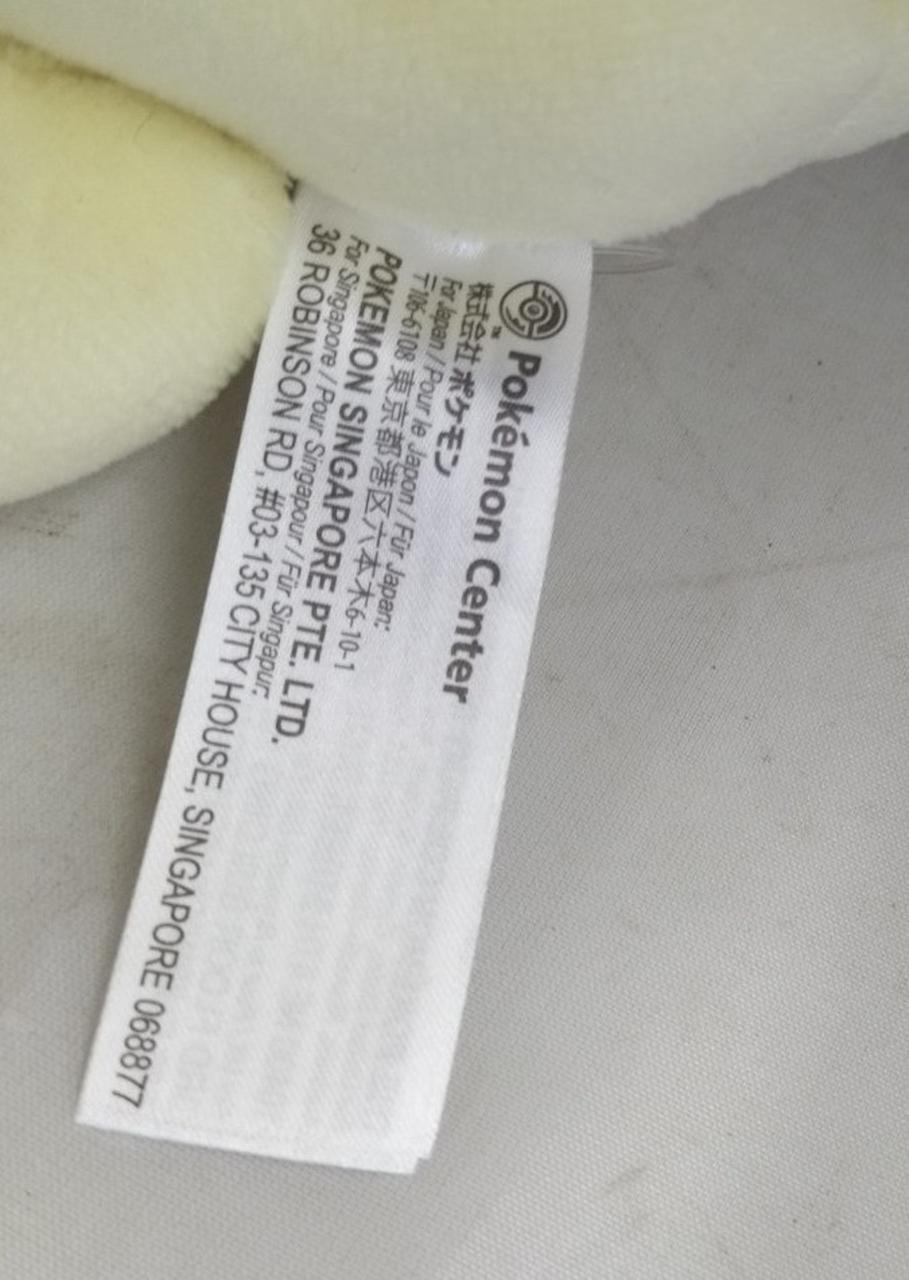 Pokémon Center
株式会社ポケモン
For Japan / Pour le Japon / Für Japan:
〒106-6108 東京都港区六本木6-10-1
POKEMON SINGAPORE PTE. LTD.
For Singapore / Pour Singapour / Für Singapur:
36 ROBINSON RD, #03-135 CITY HOUSE, SINGAPORE 068877